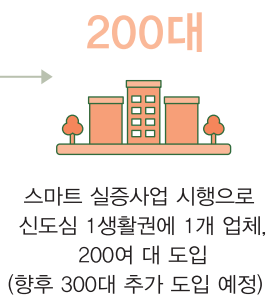 200대
스마트 실증사업 시행으로
신도심 1생활권에 1개 업체,
200여 대 도입
(향후 300대 추가 도입 예정)